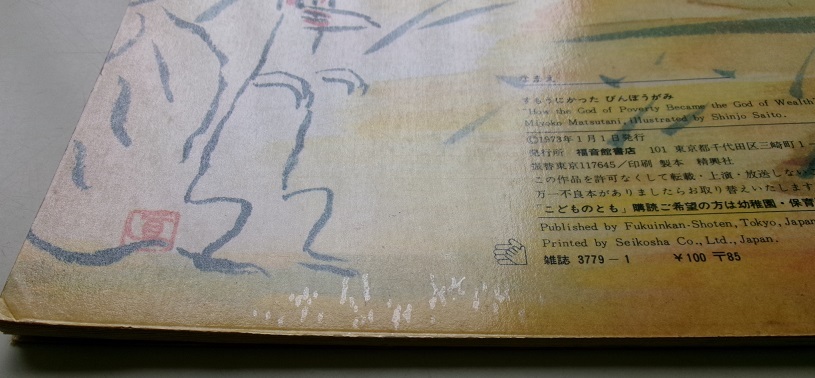 なまえ
すもうにかった びんぼうがみ
"How the God of Poverty Became the God of Wealth"
Miyoko Matsutani, illustrated by Shinjo Saito.
©1973年1月1日発行
発行所 福音館書店 101 東京都千代田区三崎町1－
振替東京117645／印刷 製本 精興社
この作品を許可なくして転載・上演・放送しない
万一不良本がありましたらお取り替えいたします
「こどものとも」購読ご希望の方は幼稚園・保育
Published by Fukuinkan-Shoten, Tokyo, Japan
Printed by Seikosha Co., Ltd., Japan.
雑誌 3779－1 ￥100 〒85